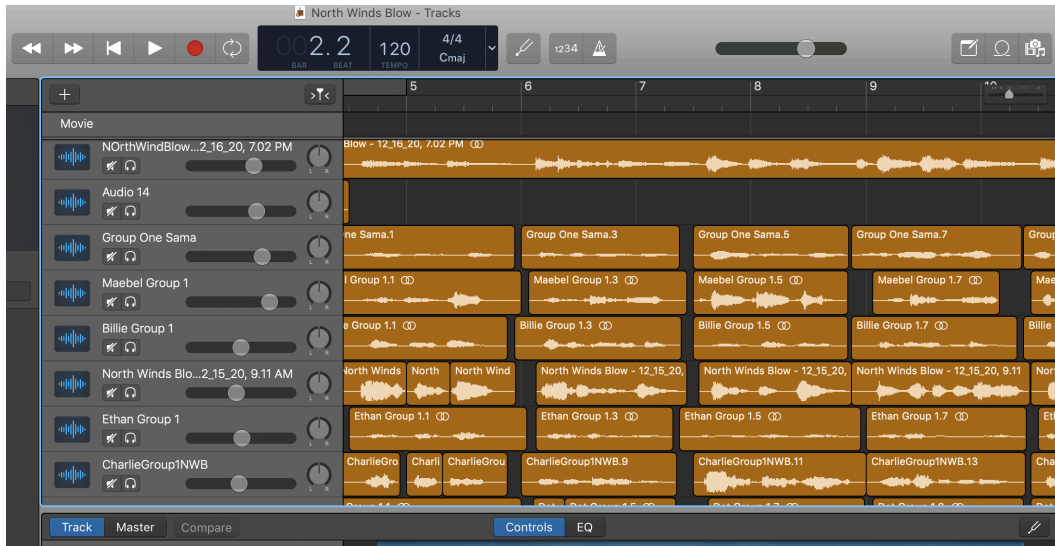 North Winds Blow - Tracks
002.2 120 4/4 Cmaj
BAR BEAT TEMPO
1234
5 6 7 8 9
Movie
NOrthWindBlow...2_16_20, 7.02 PM
Blow - 12_16_20, 7.02 PM
L R
Audio 14
L R
Group One Sama
ne Sama.1 Group One Sama.3 Group One Sama.5 Group One Sama.7 Group
L R
Maebel Group 1
l Group 1.1 Maebel Group 1.3 Maebel Group 1.5 Maebel Group 1.7 Mae
L R
Billie Group 1
e Group 1.1 Billie Group 1.3 Billie Group 1.5 Billie Group 1.7 Billie
L R
North Winds Blo...2_15_20, 9.11 AM
North Winds North North Wind North Winds Blow - 12_15_20, North Winds Blow - 12_15_20, North Winds Blow - 12_15_20, 9.11 Nor
L R
Ethan Group 1
Ethan Group 1.1 Ethan Group 1.3 Ethan Group 1.5 Ethan Group 1.7 Et
L R
CharlieGroup1NWB
CharlieGro Charli CharlieGrou CharlieGroup1NWB.9 CharlieGroup1NWB.11 CharlieGroup1NWB.13 Cha
L R
Track Master Compare Controls EQ